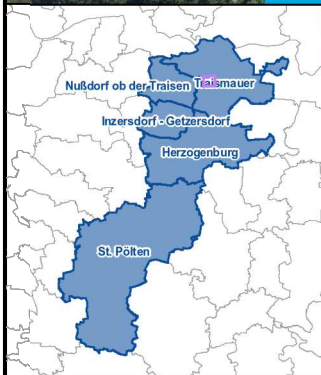 Traismauer
Nußdorf ob der Traisen
Inzersdorf - Getzersdorf
Herzogenburg
St. Pölten